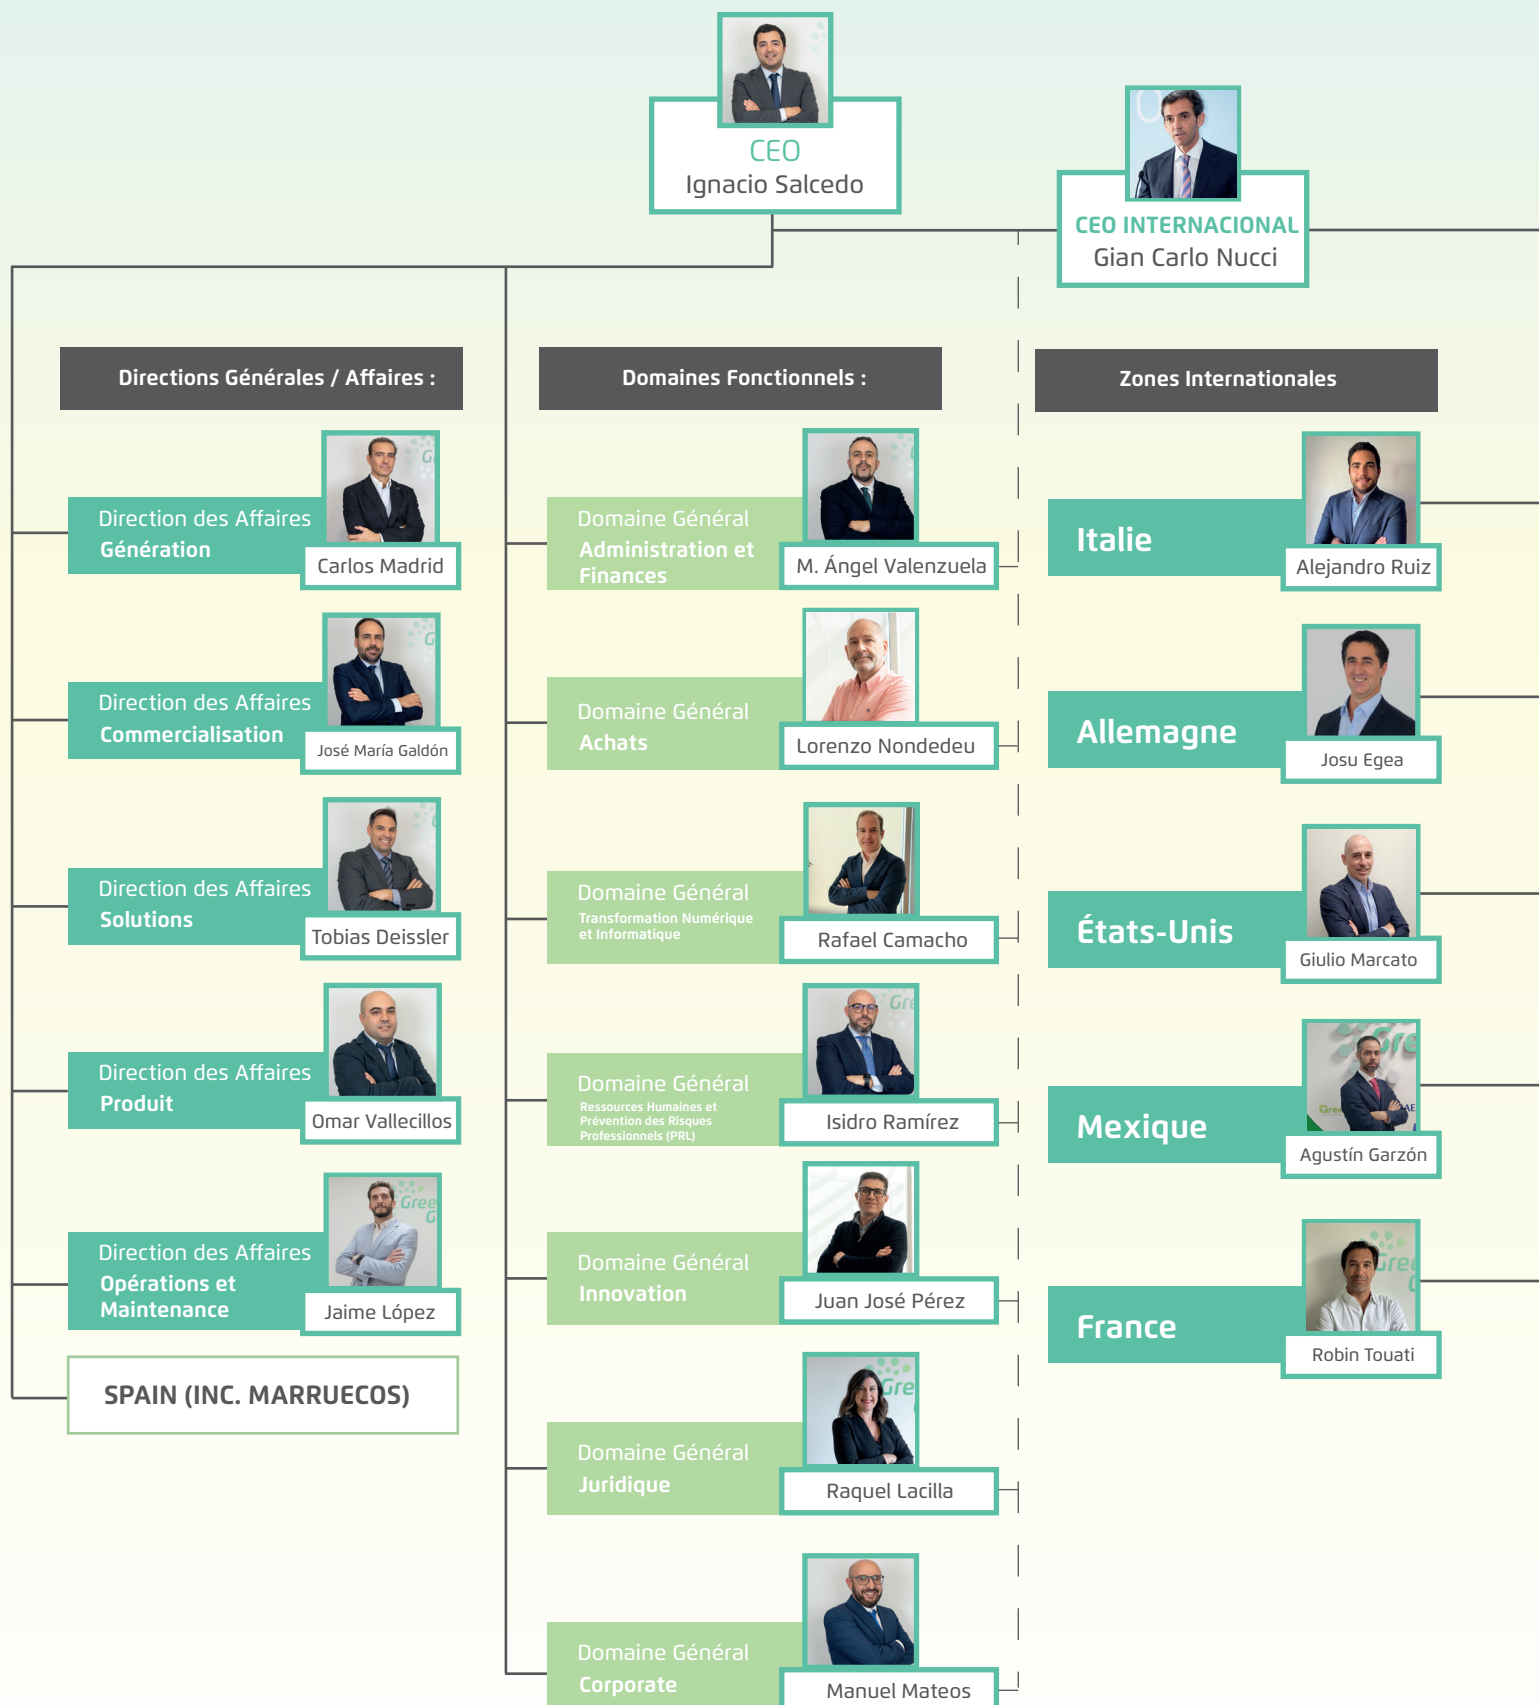 CEO
Ignacio Salcedo
CEO INTERNACIONAL
Gian Carlo Nucci
Directions Générales / Affaires :
Direction des Affaires
Génération
Carlos Madrid
Direction des Affaires
Commercialisation
José María Galdón
Direction des Affaires
Solutions
Tobias Deissler
Direction des Affaires
Produit
Omar Vallecillos
Direction des Affaires
Opérations et
Maintenance
Jaime López
SPAIN (INC. MARRUECOS)
Domaines Fonctionnels :
Domaine Général
Administration et
Finances
M. Ángel Valenzuela
Domaine Général
Achats
Lorenzo Nondedeu
Domaine Général
Transformation Numérique
et Informatique
Rafael Camacho
Domaine Général
Ressources Humaines et
Prévention des Risques
Professionnels (PRL)
Isidro Ramírez
Domaine Général
Innovation
Juan José Pérez
Domaine Général
Juridique
Raquel Lacilla
Domaine Général
Corporate
Manuel Mateos
Zones Internationales
Italie
Alejandro Ruiz
Allemagne
Josu Egea
États-Unis
Giulio Marcato
Mexique
Agustín Garzón
France
Robin Touati